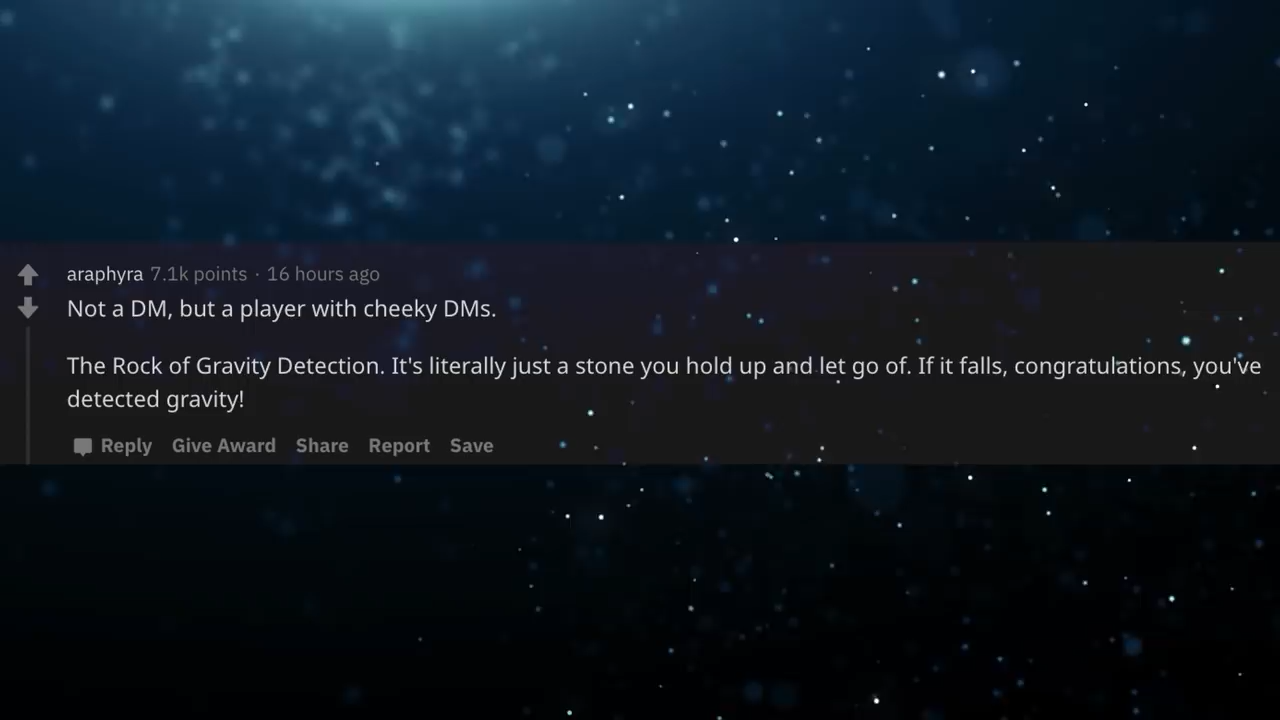 araphyra 7.1k points · 16 hours ago
Not a DM, but a player with cheeky DMs.
The Rock of Gravity Detection. It's literally just a stone you hold up and let go of. If it falls, congratulations, you've
detected gravity!
Reply Give Award Share Report Save